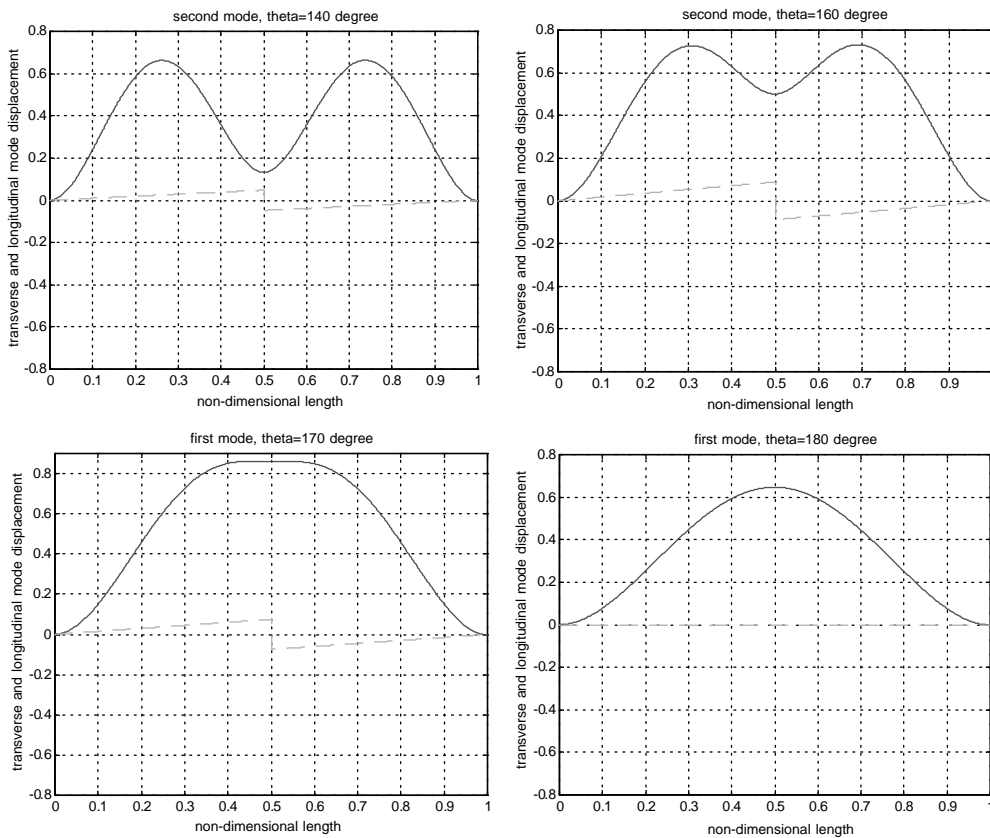 second mode, theta=140 degree
transverse and longitudinal mode displacement
0.8
0.6
0.4
0.2
0
-0.2
-0.4
-0.6
-0.8
0 0.1 0.2 0.3 0.4 0.5 0.6 0.7 0.8 0.9 1
non-dimensional length
second mode, theta=160 degree
transverse and longitudinal mode displacement
0.8
0.6
0.4
0.2
0
-0.2
-0.4
-0.6
-0.8
0 0.1 0.2 0.3 0.4 0.5 0.6 0.7 0.8 0.9
non-dimensional length
first mode, theta=170 degree
transverse and longitudinal mode displacement
0.8
0.6
0.4
0.2
0
-0.2
-0.4
-0.6
-0.8
0 0.1 0.2 0.3 0.4 0.5 0.6 0.7 0.8 0.9 1
non-dimensional length
first mode, theta=180 degree
transverse and longitudinal mode displacement
0.8
0.6
0.4
0.2
0
-0.2
-0.4
-0.6
-0.8
0 0.1 0.2 0.3 0.4 0.5 0.6 0.7 0.8 0.9 1
non-dimensional length